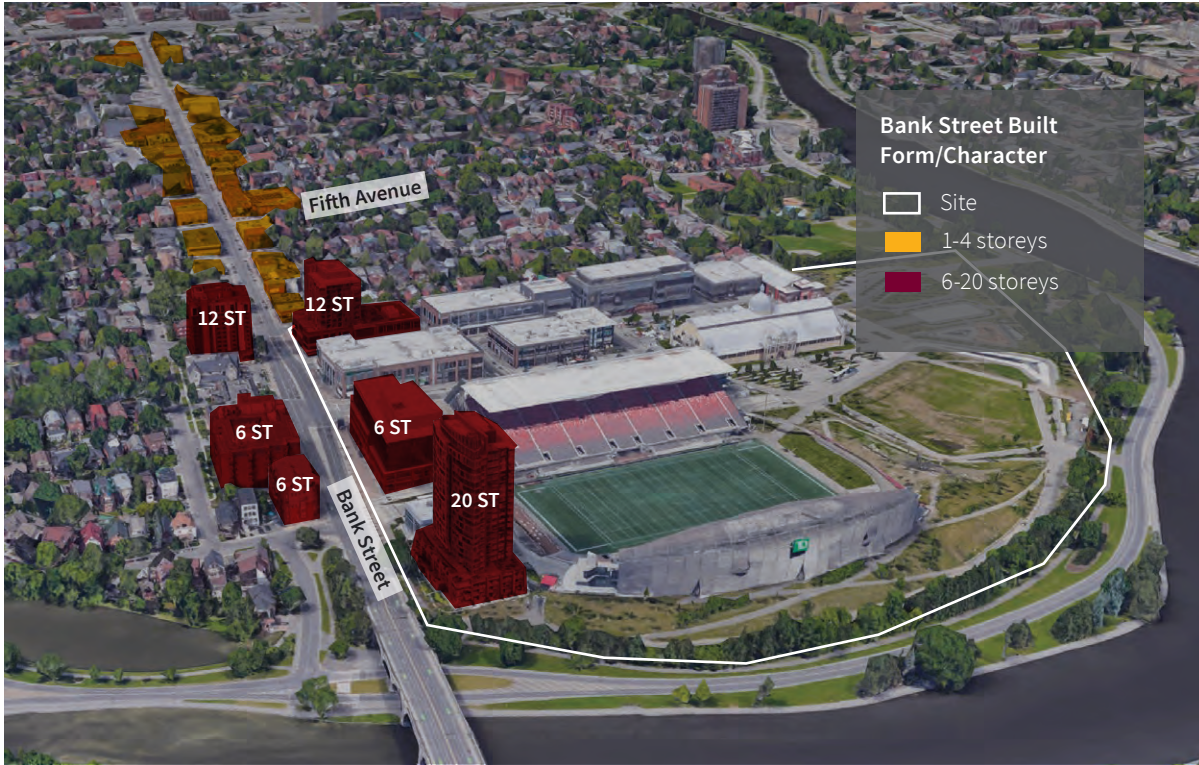 Bank Street Built
Form/Character
Site
1-4 storeys
6-20 storeys
Fifth Avenue
12 ST
12 ST
6 ST
6 ST
6 ST
20 ST
Bank Street